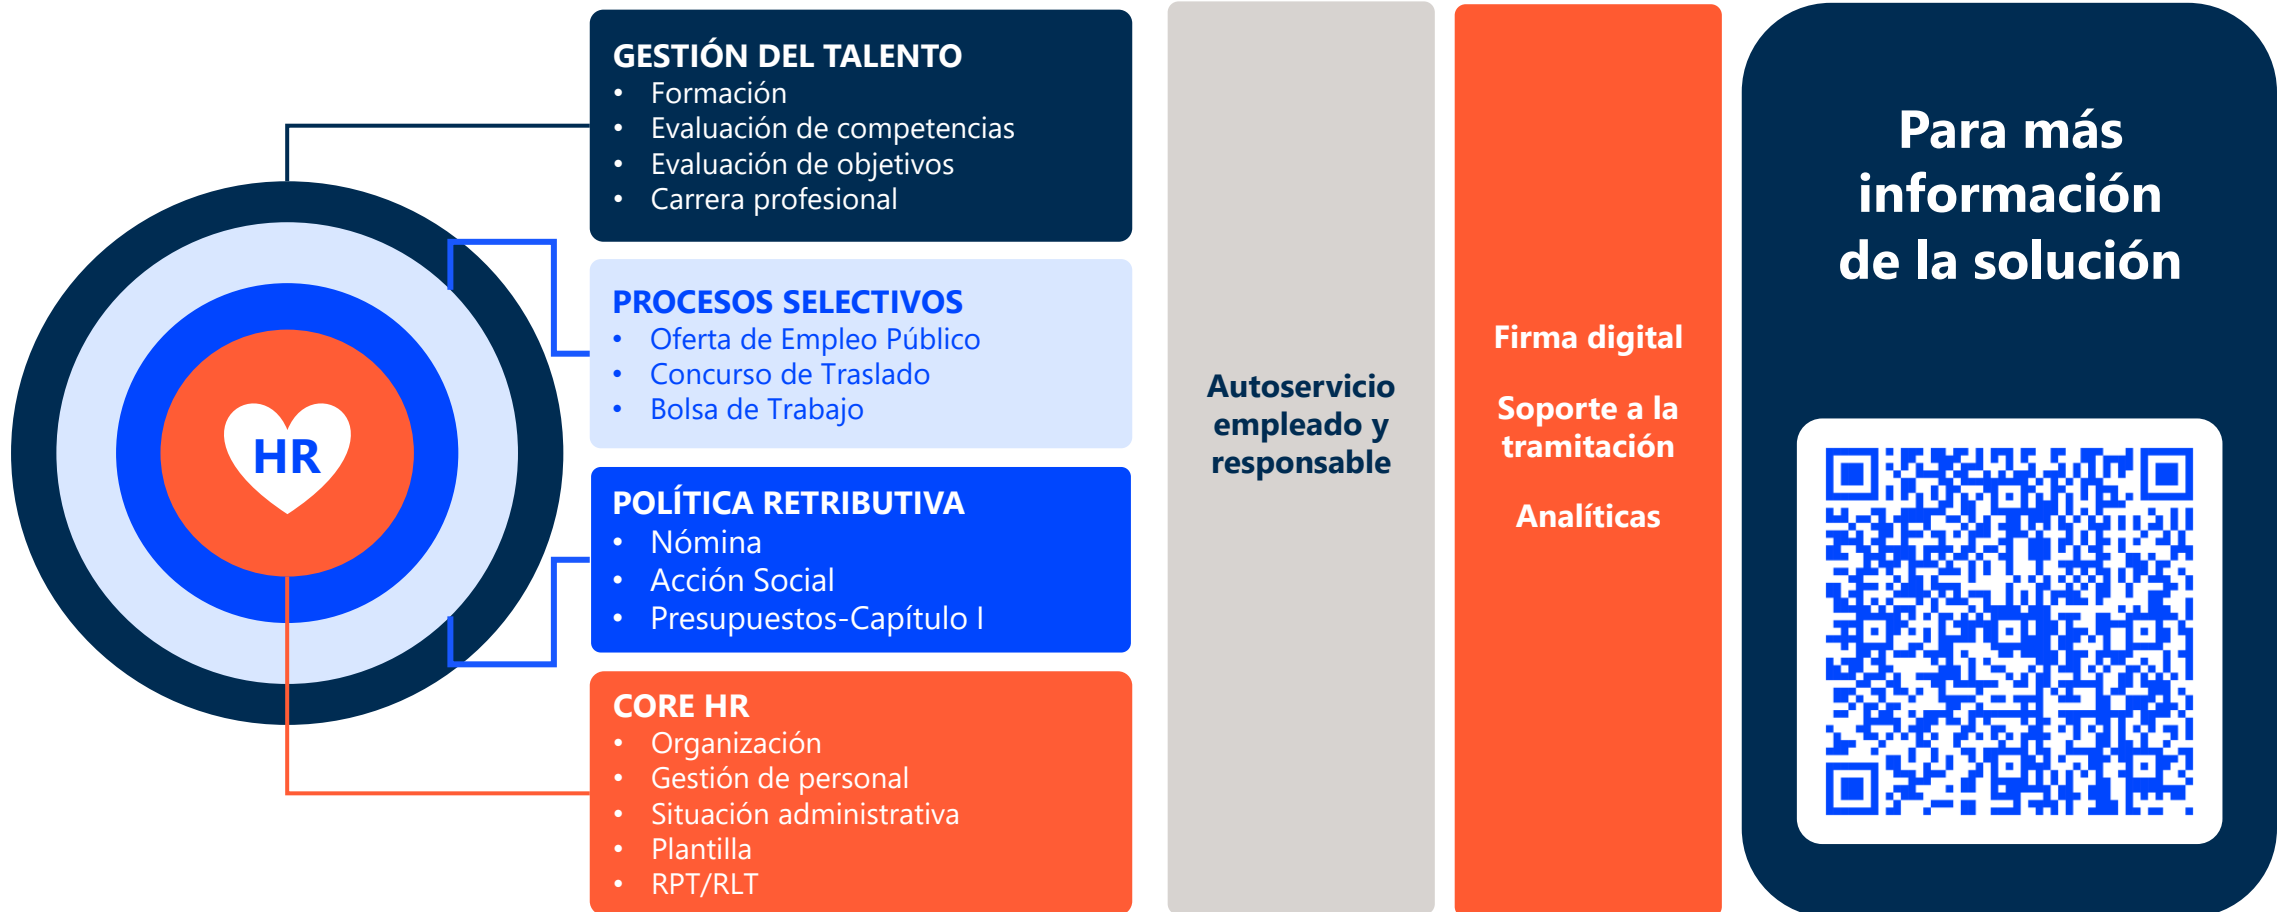 HR
GESTIÓN DEL TALENTO
• Formación
• Evaluación de competencias
• Evaluación de objetivos
• Carrera profesional
PROCESOS SELECTIVOS
• Oferta de Empleo Público
• Concurso de Traslado
• Bolsa de Trabajo
POLÍTICA RETRIBUTIVA
• Nómina
• Acción Social
• Presupuestos-Capítulo I
CORE HR
• Organización
• Gestión de personal
• Situación administrativa
• Plantilla
• RPT/RLT
Autoservicio
empleado y
responsable
Firma digital
Soporte a la
tramitación
Analíticas
Para más
información
de la solución